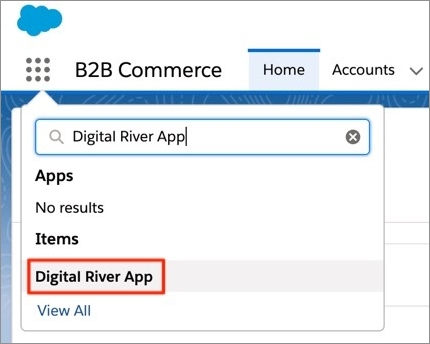 B2B Commerce Home Accounts
Digital River App
Apps
No results
Items
Digital River App
View All